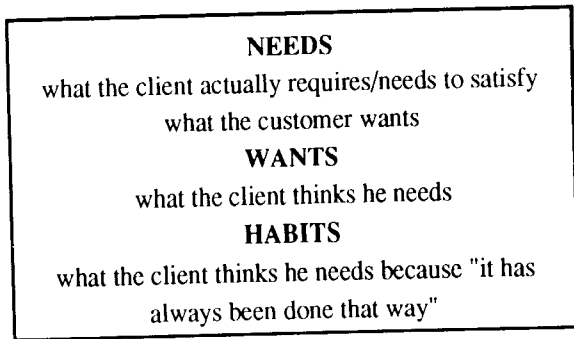 NEEDS
what the client actually requires/needs to satisfy
what the customer wants
WANTS
what the client thinks he needs
HABITS
what the client thinks he needs because "it has
always been done that way"